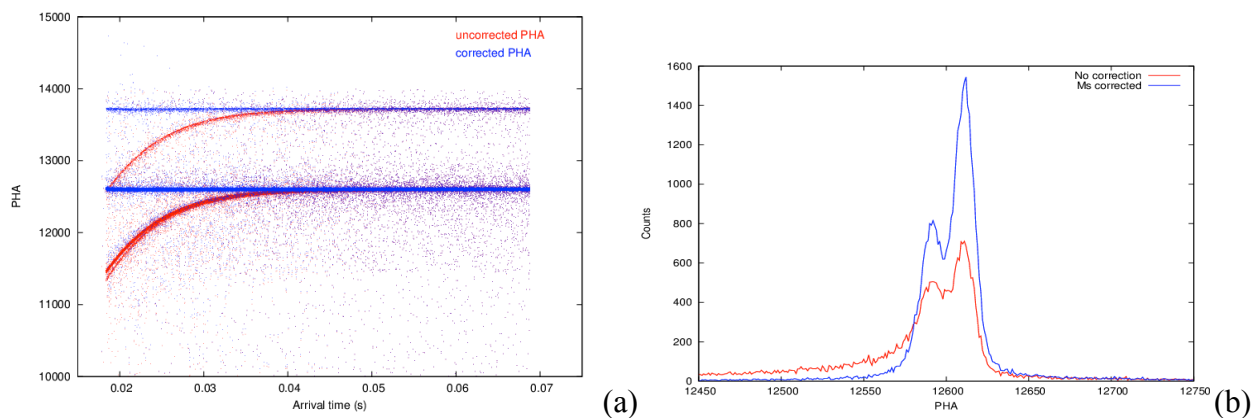 15000
uncorrected PHA
corrected PHA
14000
13000
PHA
12000
11000
10000
0.02 0.03 0.04 0.05 0.06 0.07
Arrival time (s)
(a)
1600
No correction
Ms corrected
1400
1200
1000
Counts
800
600
400
200
0
12450 12500 12550 12600 12650 12700 12750
PHA
(b)